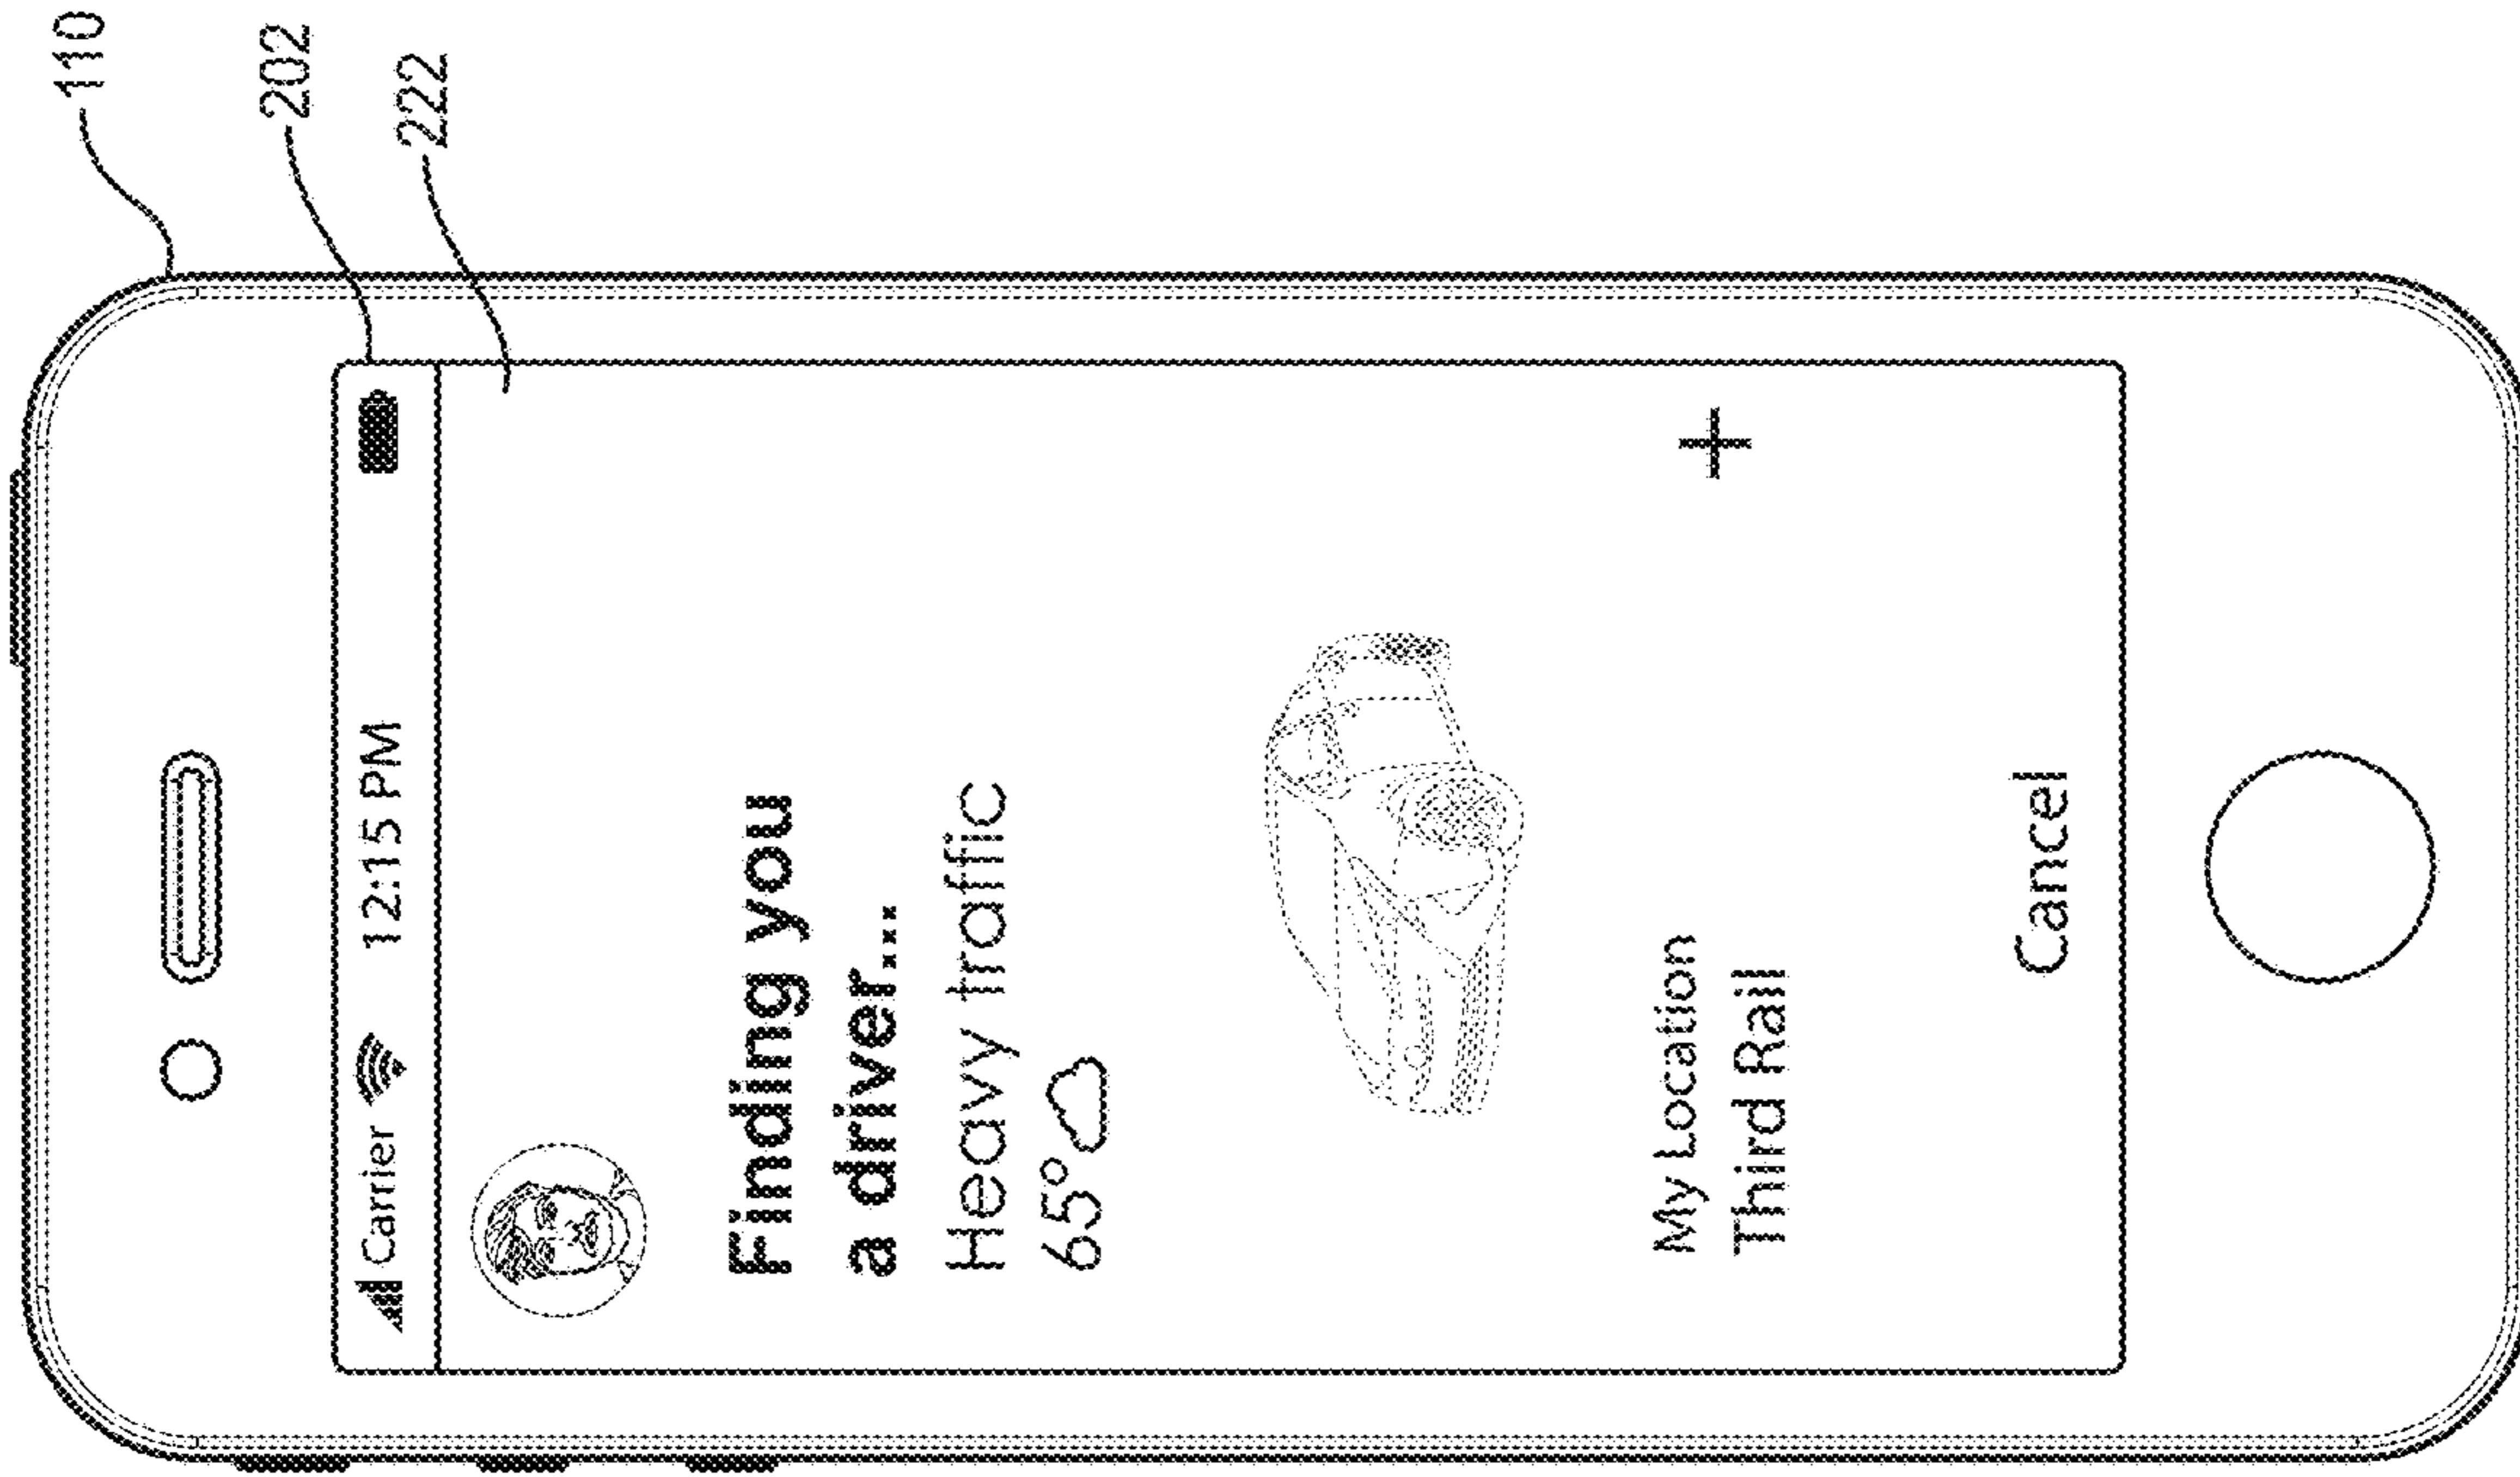 110
202
222
Carrier 12:15 PM
Finding you
a driver...
Heavy traffic
65°
My Location
Third Rail
+
Cancel